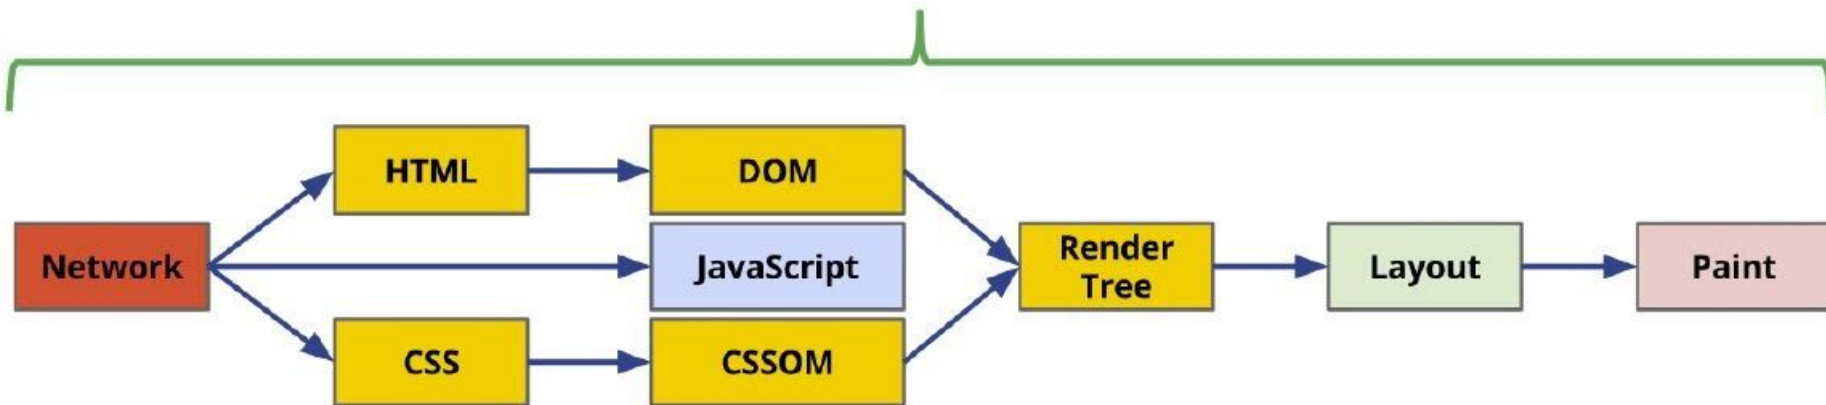 HTML
DOM
Network
JavaScript
Render
Tree
Layout
Paint
CSS
CSSOM